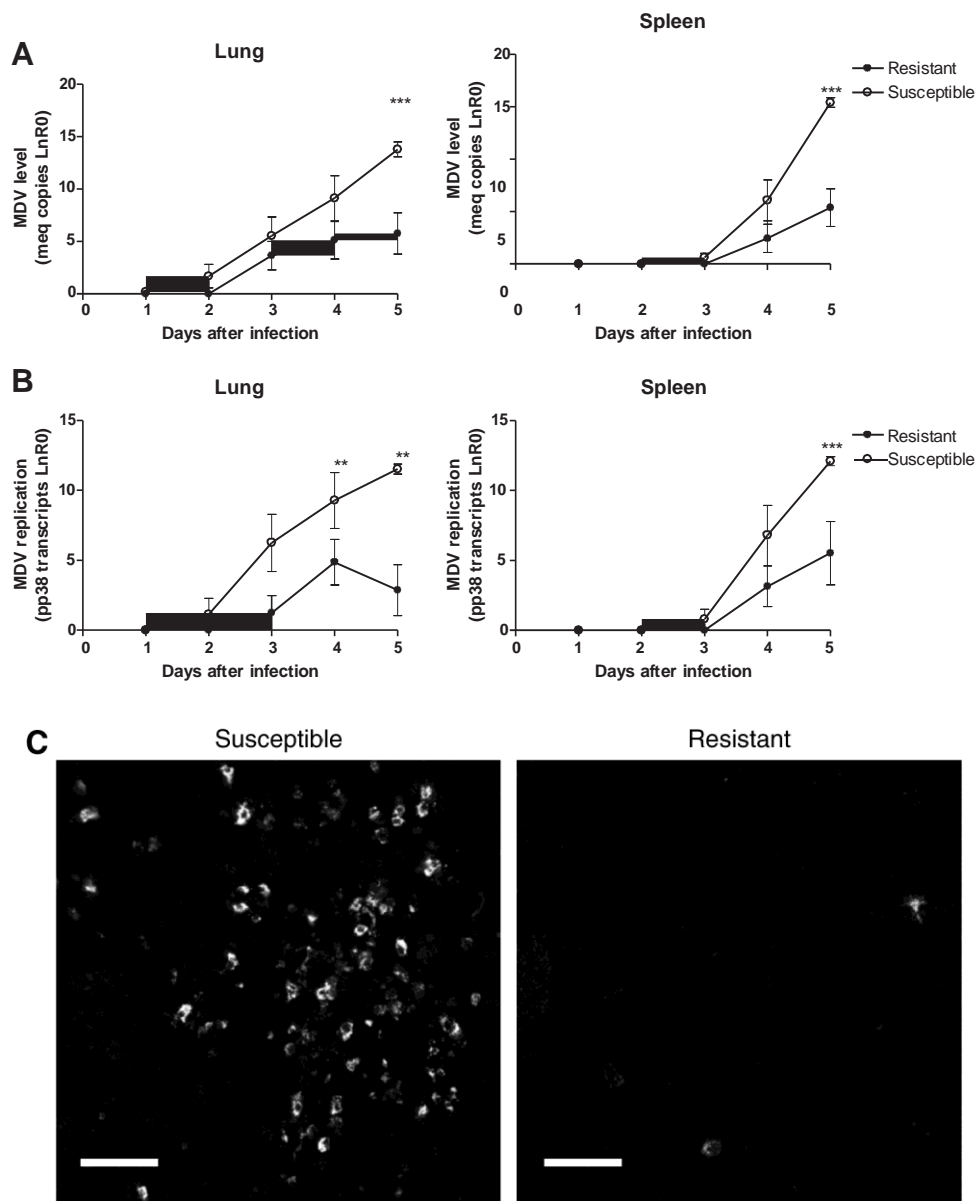 A
Lung
Spleen
Resistant
Susceptible
MDV level
(meq copies LnR0)
20
15
10
5
0
***
0 1 2 3 4 5
Days after infection
MDV level
(meq copies LnR0)
20
15
10
5
0
***
0 1 2 3 4 5
Days after infection
B
Lung
Spleen
Resistant
Susceptible
MDV replication
(pp38 transcripts LnR0)
15
10
5
0
**
**
0 1 2 3 4 5
Days after infection
MDV replication
(pp38 transcripts LnR0)
15
10
5
0
***
0 1 2 3 4 5
Days after infection
C
Susceptible
Resistant